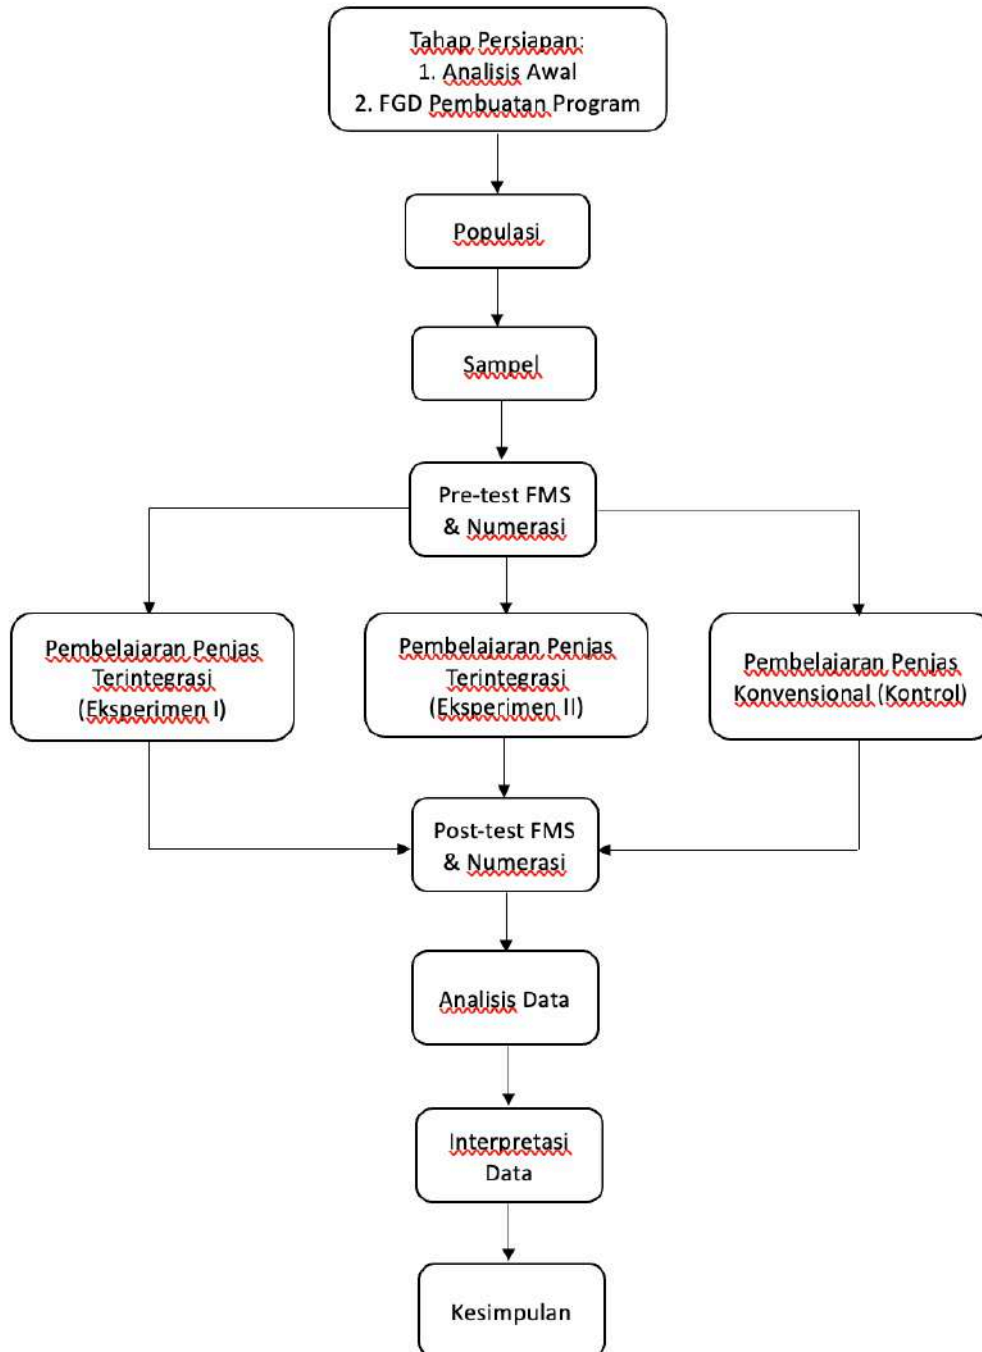 Tahap Persiapan:
1. Analisis Awal
2. FGD Pembuatan Program
Populasi
Sampel
Pre-test FMS
& Numerasi
Pembelajaran Penjas
Terintegrasi
(Eksperimen I)
Pembelajaran Penjas
Terintegrasi
(Eksperimen II)
Pembelajaran Penjas
Konvensional (Kontrol)
Post-test FMS
& Numerasi
Analisis Data
Interpretasi
Data
Kesimpulan